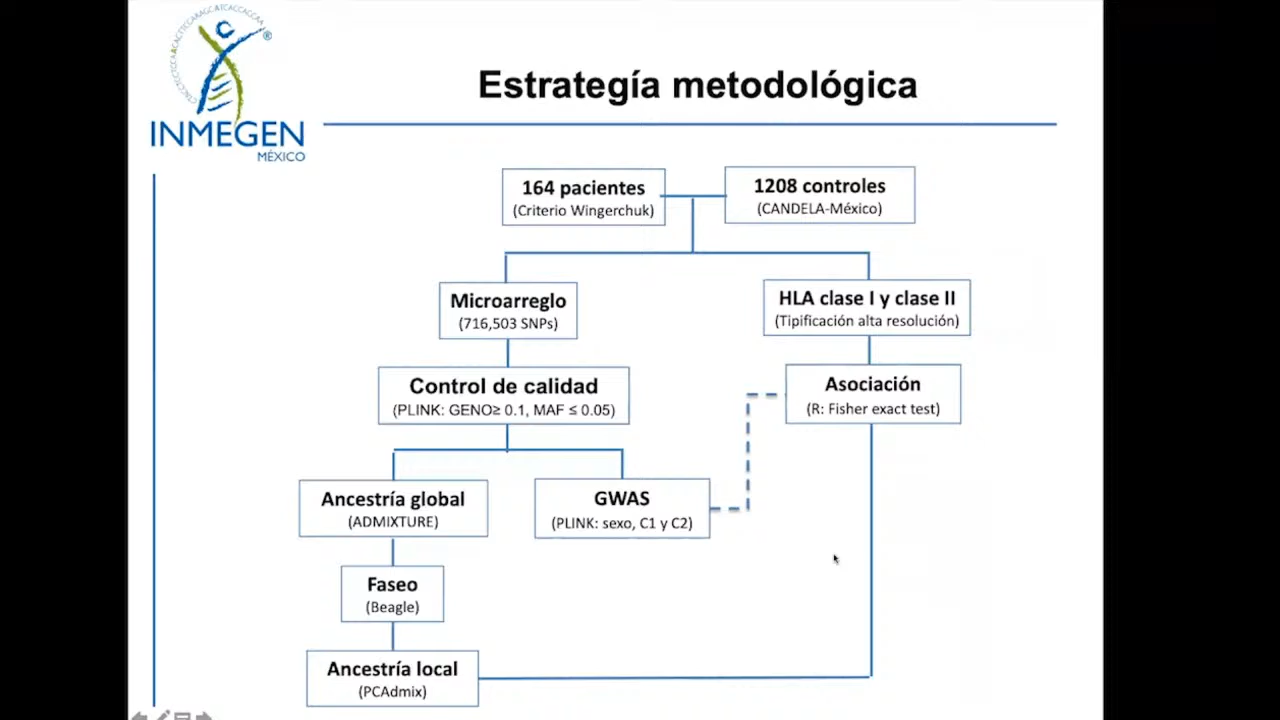 INMEGEN
MÉXICO
®
Estrategía metodológica
164 pacientes
(Criterio Wingerchuk)
1208 controles
(CANDELA-México)
Microarreglo
(716,503 SNPs)
HLA clase I y clase II
(Tipificación alta resolución)
Control de calidad
(PLINK: GENO≥ 0.1, MAF ≤ 0.05)
Asociación
(R: Fisher exact test)
Ancestría global
(ADMIXTURE)
GWAS
(PLINK: sexo, C1 y C2)
Faseo
(Beagle)
Ancestría local
(PCAdmix)